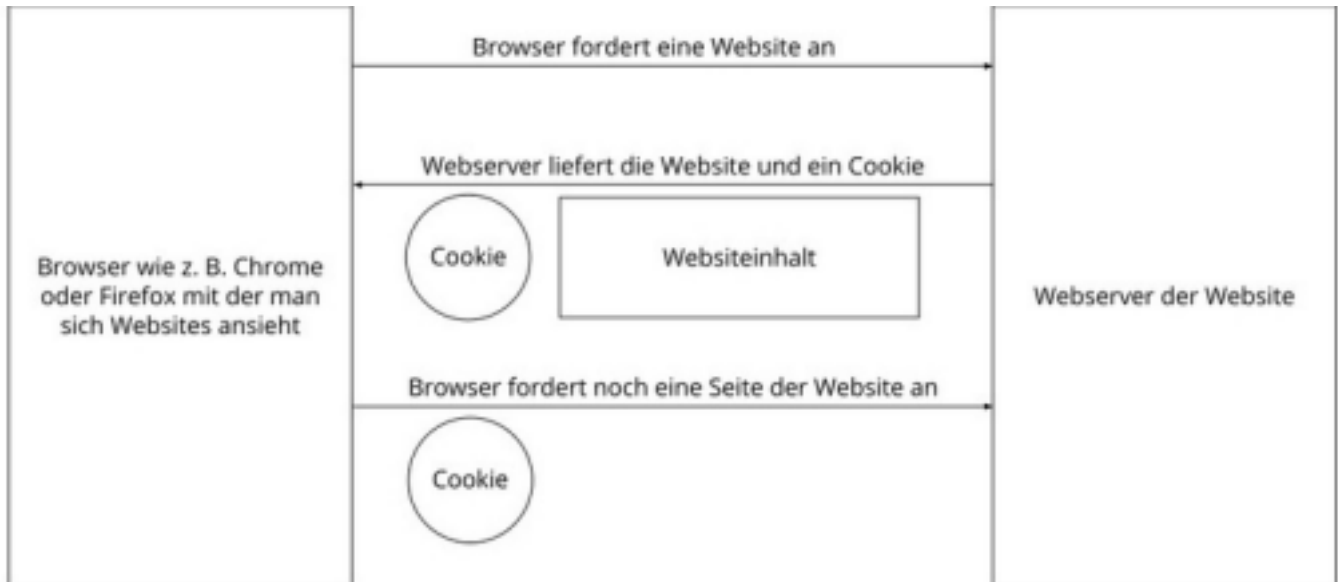 Browser fordert eine Website an
Webserver liefert die Website und ein Cookie
Cookie
Websiteinhalt
Browser wie z. B. Chrome
oder Firefox mit der man
sich Websites ansieht
Webserver der Website
Browser fordert noch eine Seite der Website an
Cookie